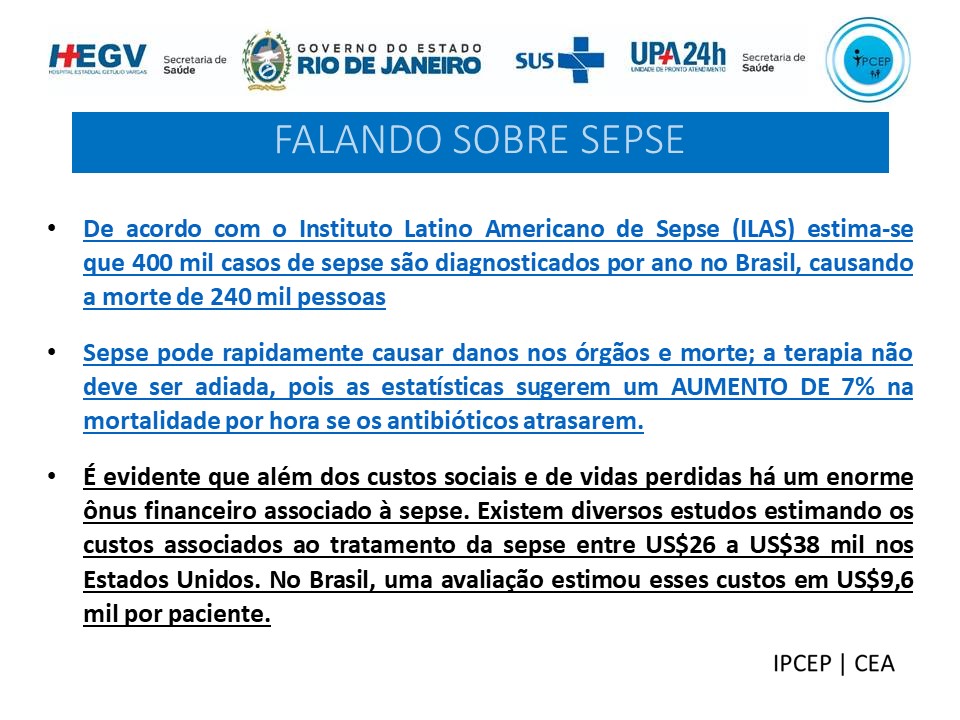 HEGV
HOSPITAL ESTADUAL GETÚLIO VARGAS
Secretaria de
Saúde
GOVERNO DO ESTADO
RIO DE JANEIRO
SUS
UPA24h
UNIDADE DE PRONTO ATENDIMENTO
Secretaria de
Saúde
IPCEP
FALANDO SOBRE SEPSE
• De acordo com o Instituto Latino Americano de Sepse (ILAS) estima-se
que 400 mil casos de sepse são diagnosticados por ano no Brasil, causando
a morte de 240 mil pessoas
• Sepse pode rapidamente causar danos nos órgãos e morte; a terapia não
deve ser adiada, pois as estatísticas sugerem um AUMENTO DE 7% na
mortalidade por hora se os antibióticos atrasarem.
• É evidente que além dos custos sociais e de vidas perdidas há um enorme
ônus financeiro associado à sepse. Existem diversos estudos estimando os
custos associados ao tratamento da sepse entre US$26 a US$38 mil nos
Estados Unidos. No Brasil, uma avaliação estimou esses custos em US$9,6
mil por paciente.
IPCEP | CEA